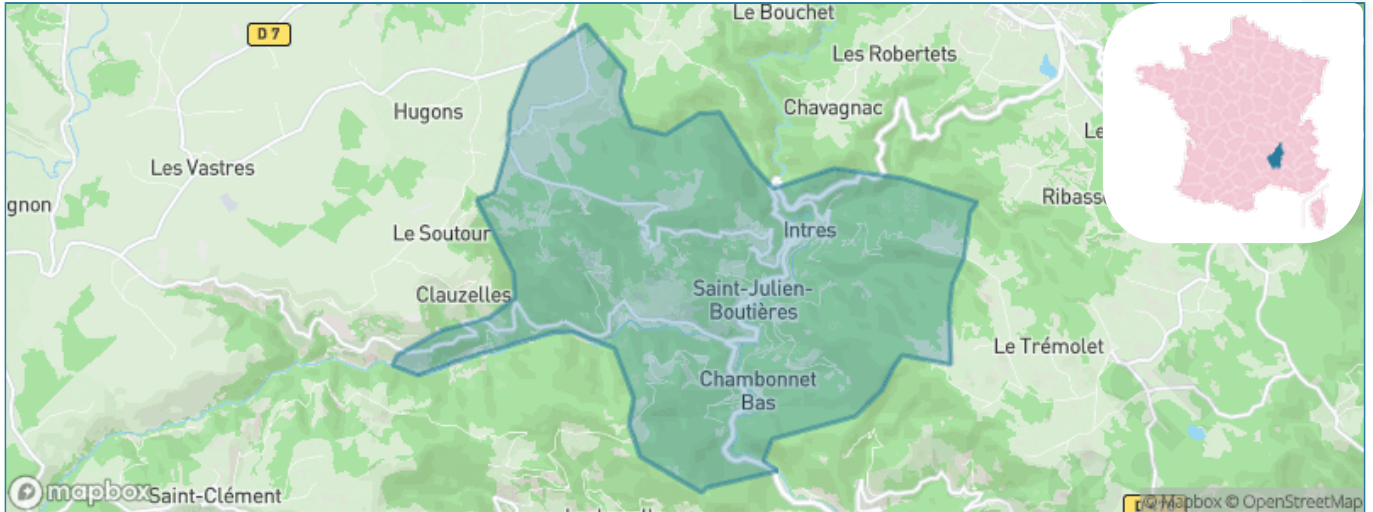 Le Bouchet
D 7
Les Robertets
Hugons
Chavagnac
Les Vastres
gnon
Le Soutour
Intres
Clauzelles
Saint-Julien-
Boutières
Le Trémolet
Chambonnet
Bas
mapbox
Saint-Clément
© Mapbox © OpenStreetMap